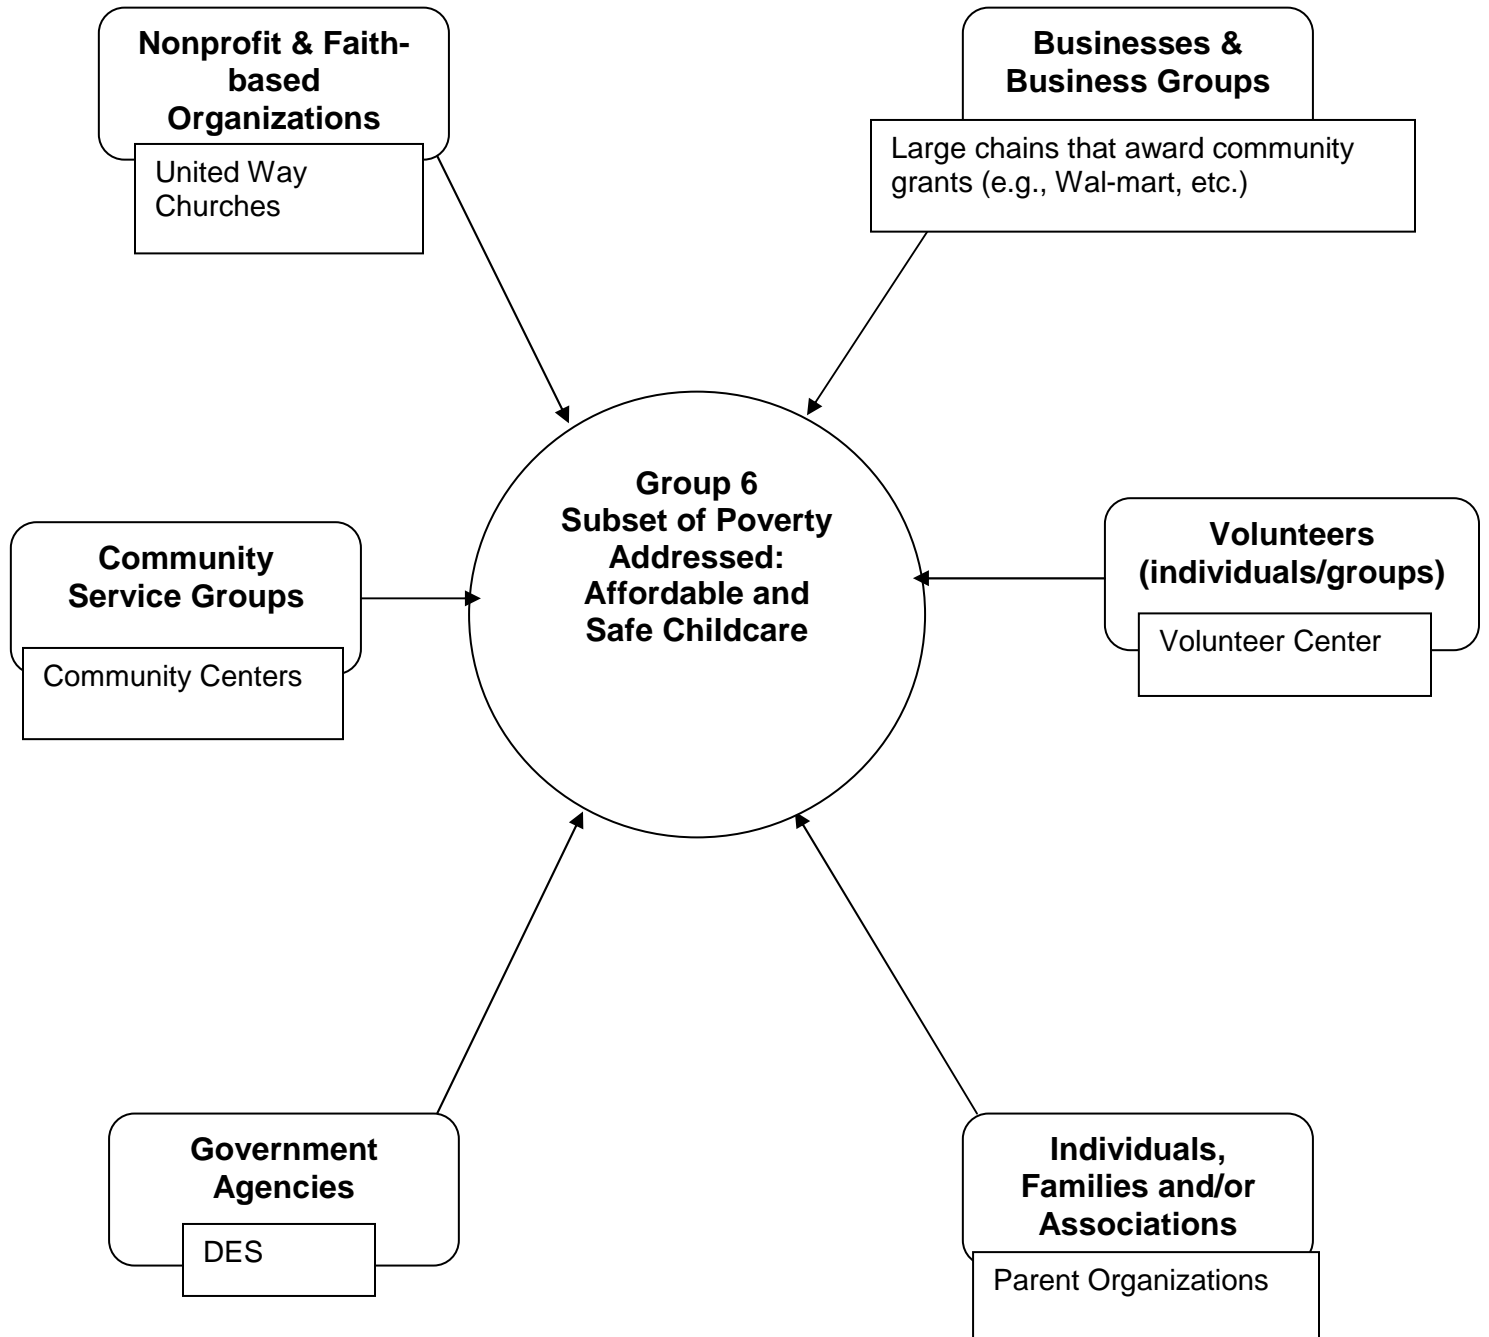 Nonprofit & Faith-
based
Organizations
United Way
Churches
Businesses &
Business Groups
Large chains that award community
grants (e.g., Wal-mart, etc.)
Group 6
Subset of Poverty
Addressed:
Affordable and
Safe Childcare
Community
Service Groups
Community Centers
Volunteers
(individuals/groups)
Volunteer Center
Government
Agencies
DES
Individuals,
Families and/or
Associations
Parent Organizations